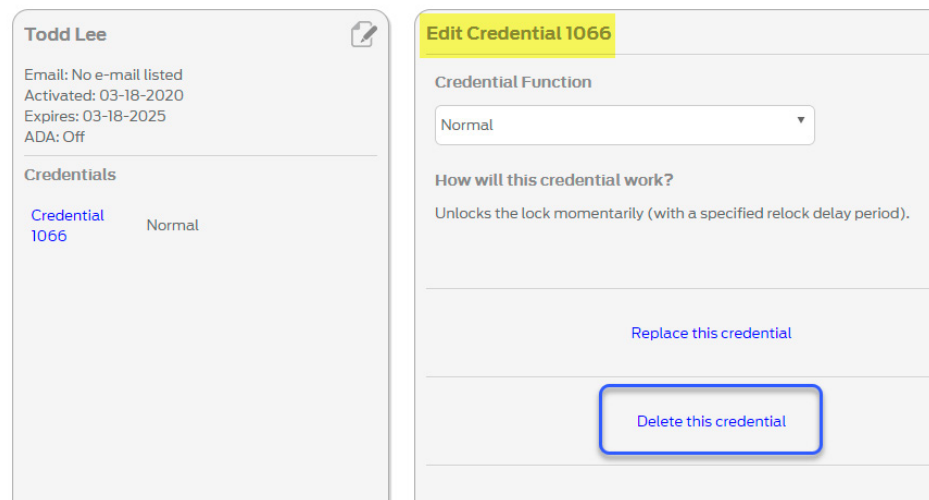 Todd Lee
Email: No e-mail listed
Activated: 03-18-2020
Expires: 03-18-2025
ADA: Off
Credentials
Credential
1066
Normal
Edit Credential 1066
Credential Function
Normal
How will this credential work?
Unlocks the lock momentarily (with a specified relock delay period).
Replace this credential
Delete this credential